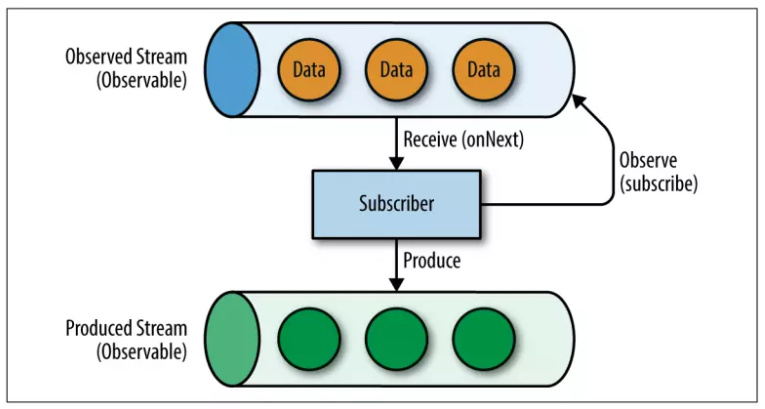 Observed Stream
(Observable)
Data
Data
Data
Receive (onNext)
Observe
(subscribe)
Subscriber
Produce
Produced Stream
(Observable)